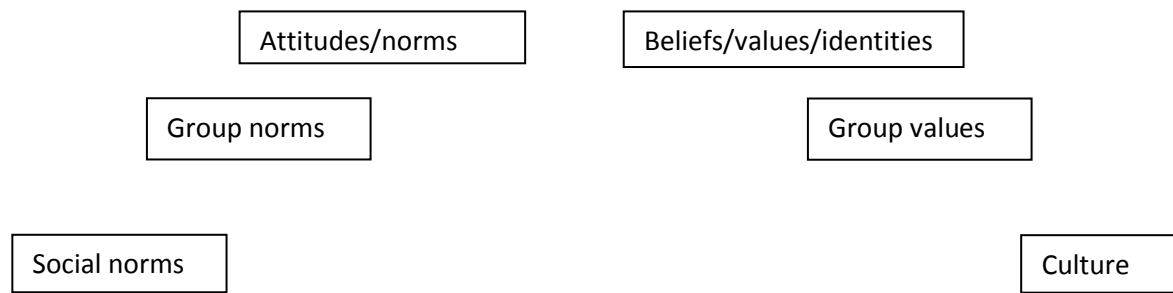 Attitudes/norms
Beliefs/values/identities
Group norms
Group values
Social norms
Culture